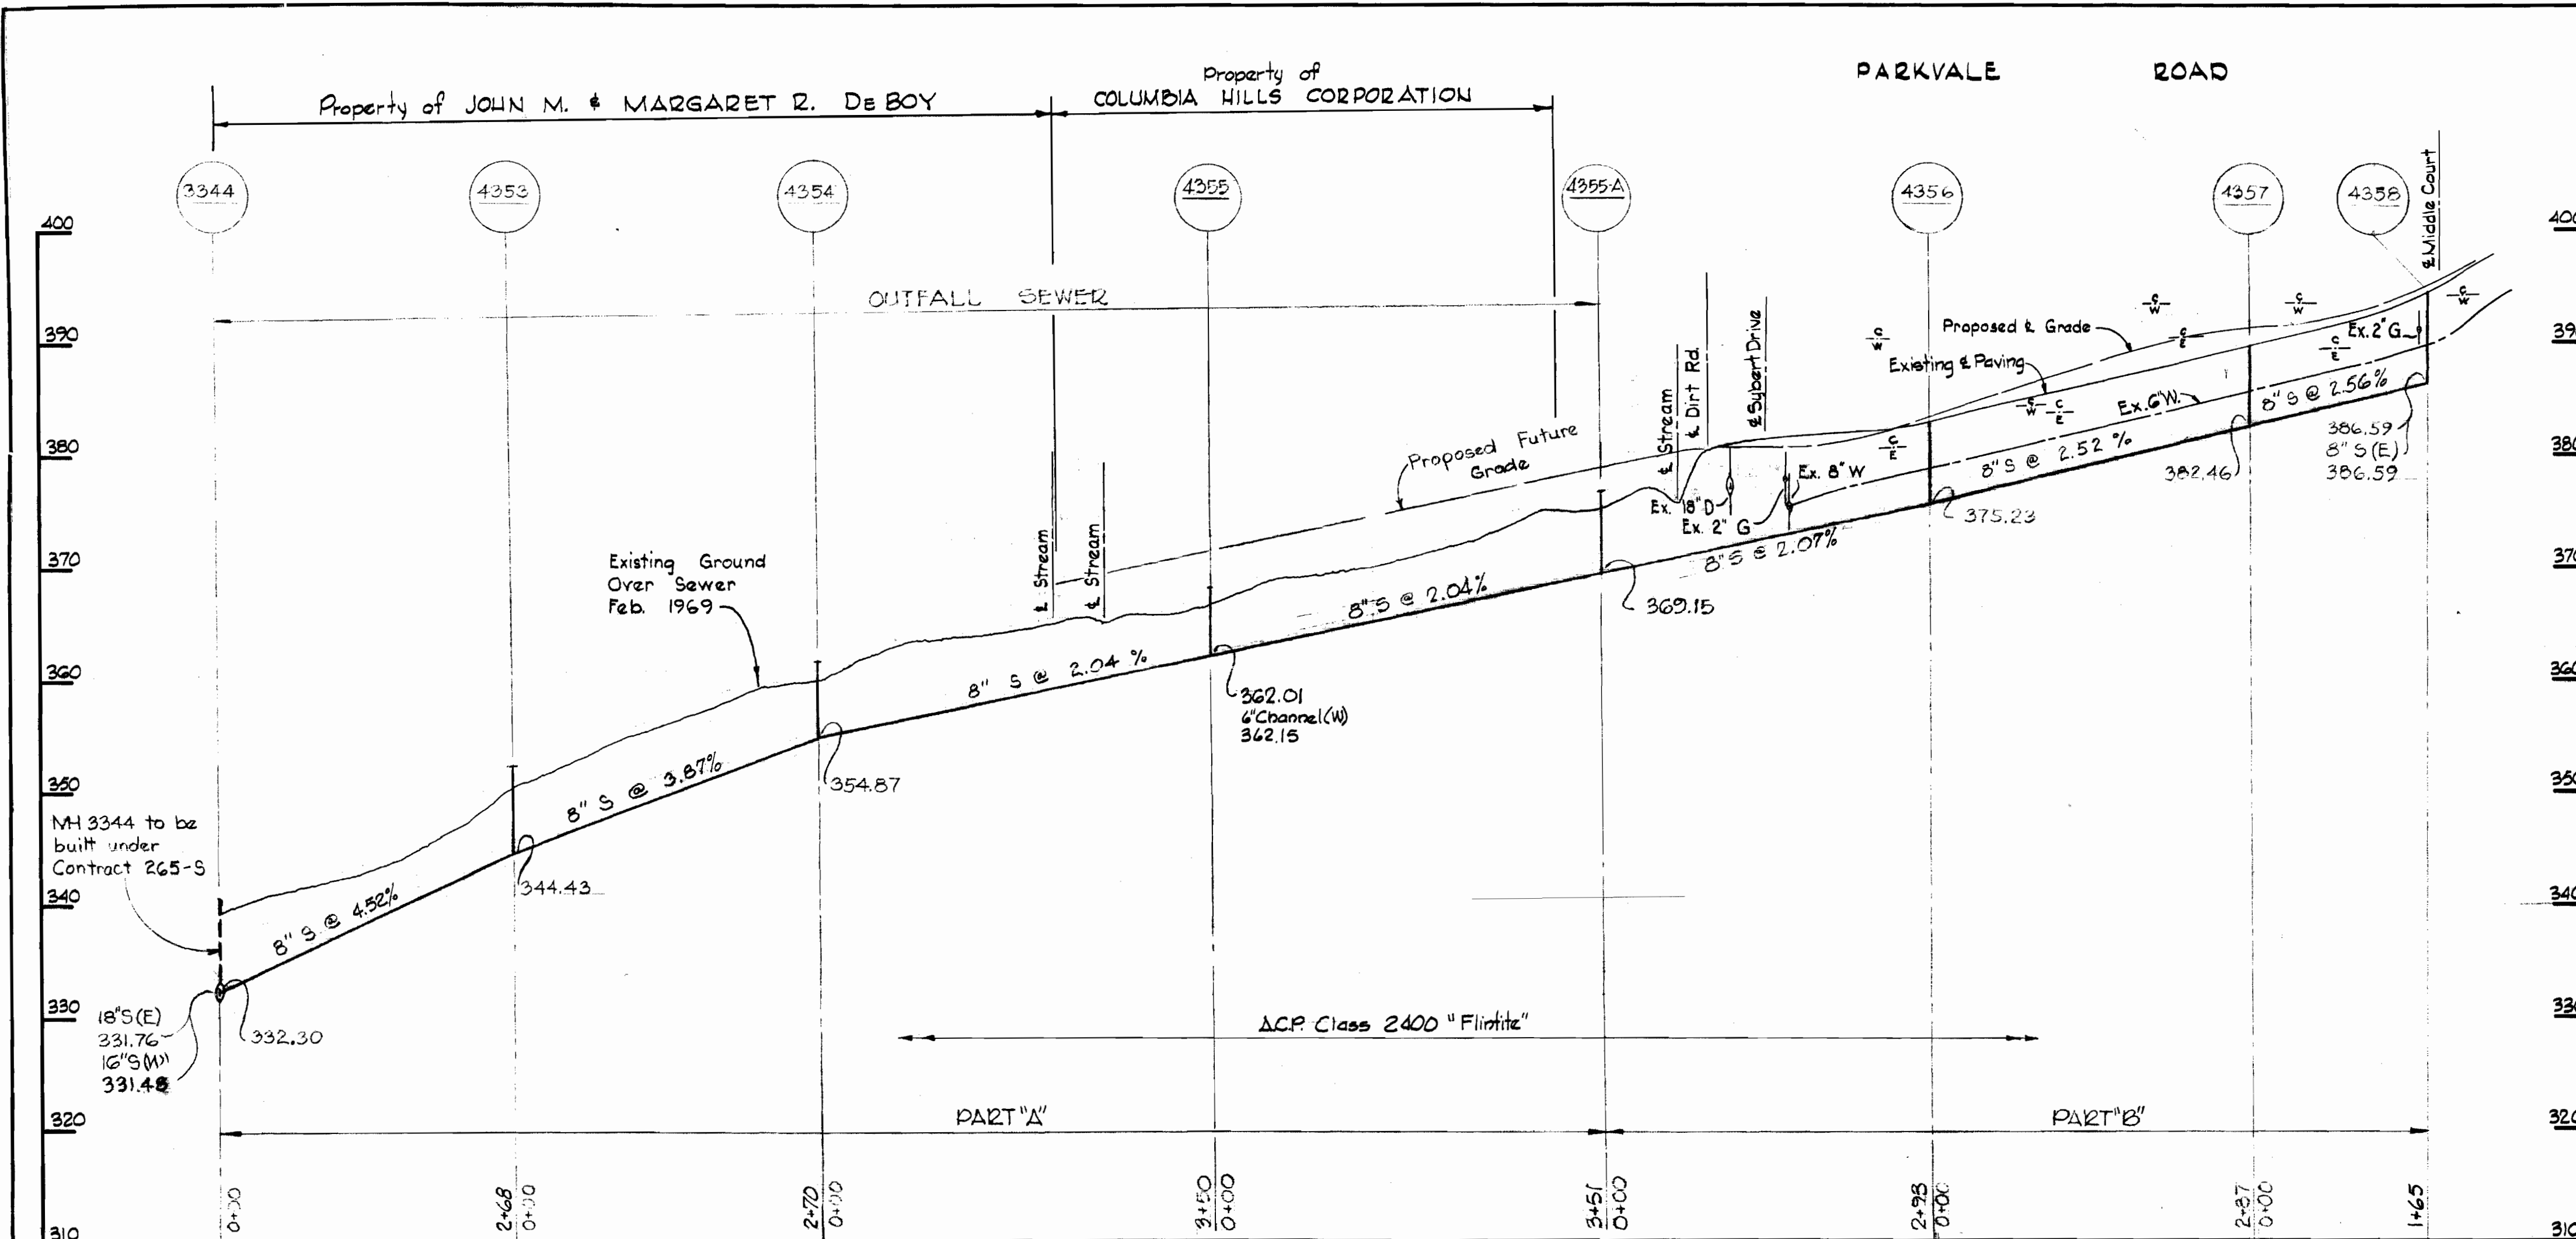 PARKVALE ROAD
Property of JOHN M. & MARGARET R. DE BOY
Property of
COLUMBIA HILLS CORPORATION
3344
4353
4354
4355
4355-A
4356
4357
4358
℄ Middle Court
OUTFALL SEWER
400
390
380
370
360
350
340
330
320
310
Existing Ground
Over Sewer
Feb. 1969
℄ Stream
℄ Stream
Proposed Future
Grade
℄ Stream
℄ Dirt Rd.
℄ Sybert Drive
Ex. 18" D
Ex. 2" G
Ex. 8" W
Proposed ℄ Grade
Existing ℄ Paving
Ex. 6" W.
Ex. 2" G
C
W
C
W
C
W
C
W
C
E
C
E
C
E
C
W
C
E
8" S @ 4.52%
8" S @ 3.87%
8" S @ 2.04 %
8" S @ 2.04%
8" S @ 2.07%
8" S @ 2.52 %
8" S @ 2.56%
MH 3344 to be
built under
Contract 265-S
18" S (E)
331.76
16" S (W)
331.48
332.30
344.43
354.87
362.01
6" Channel (W)
362.15
369.15
375.23
382.46
386.59
8" S (E)
386.59
A.C.P. Class 2400 "Flintite"
PART "A"
PART "B"
0+00
2+68
0+00
2+70
0+00
3+50
0+00
3+51
0+00
2+93
0+00
2+87
0+00
1+65
380
370
360
350
340
330
320
310